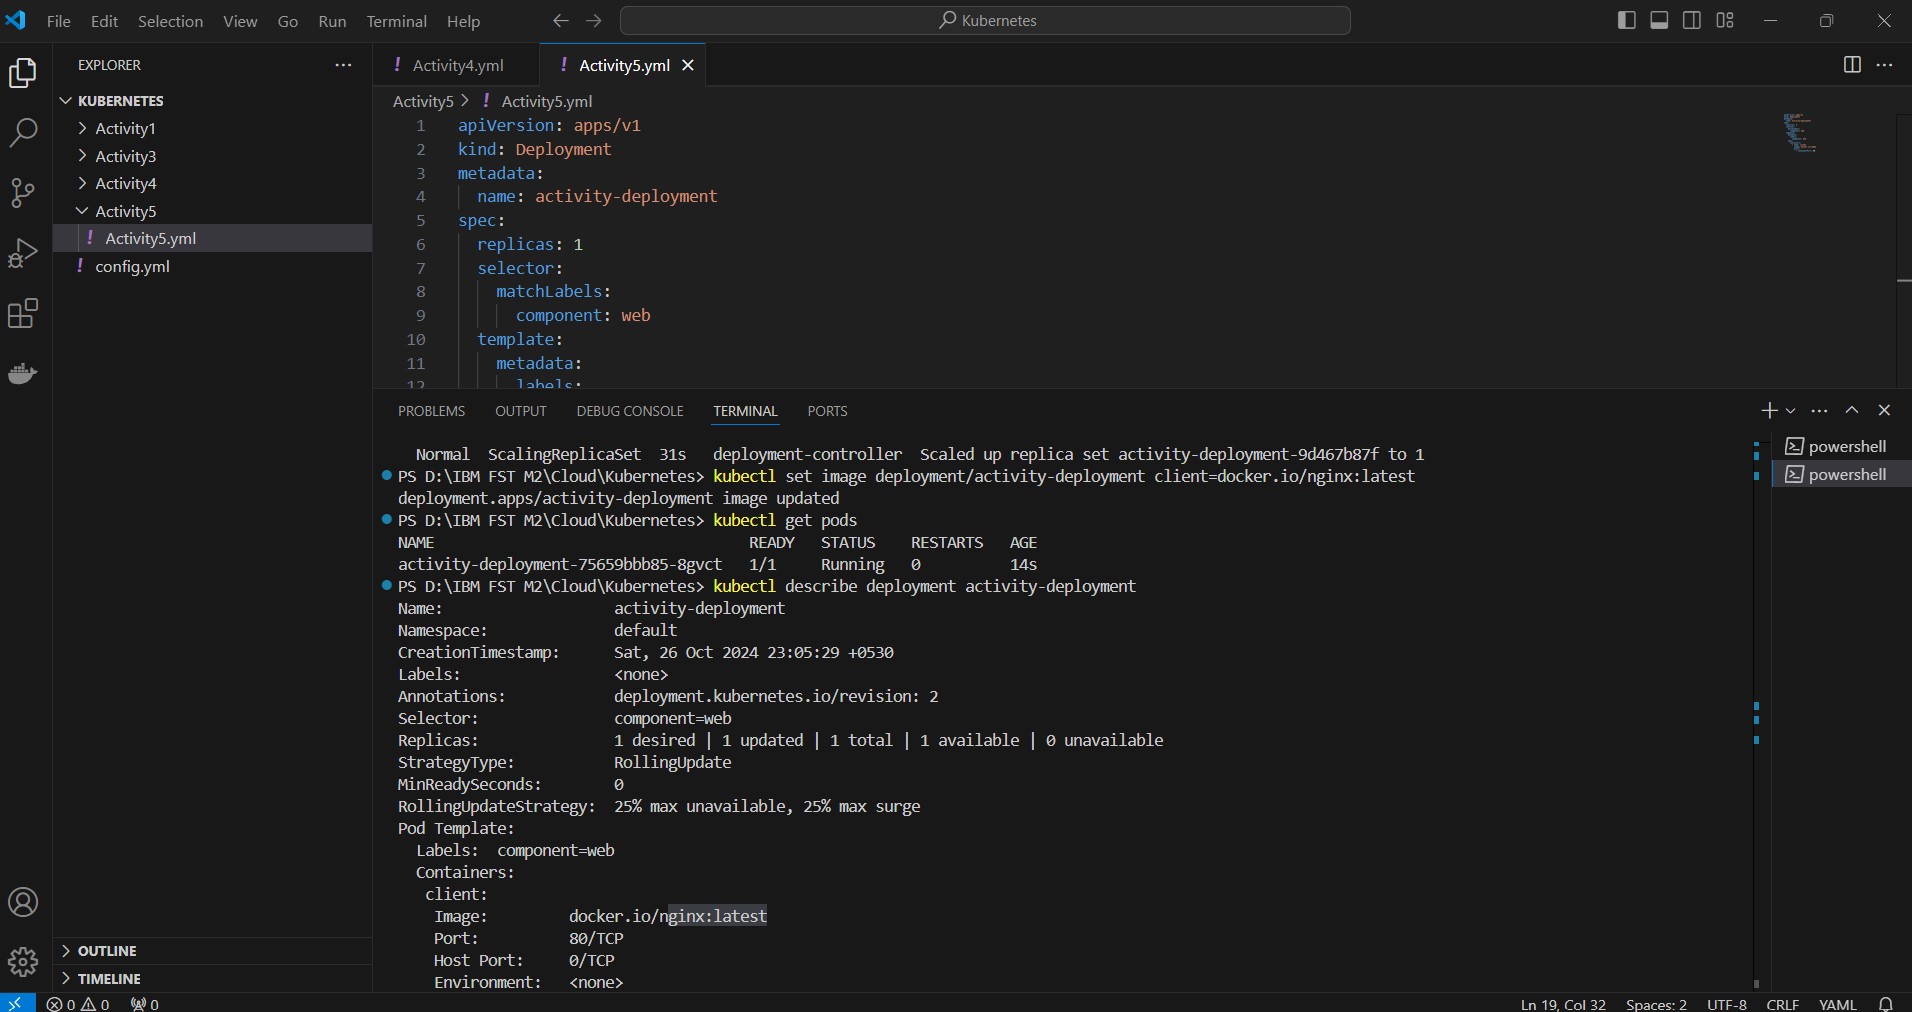 File Edit Selection View Go Run Terminal Help
Kubernetes
EXPLORER
KUBERNETES
Activity1
Activity3
Activity4
Activity5
! Activity5.yml
! config.yml
OUTLINE
TIMELINE
! Activity4.yml ! Activity5.yml
Activity5 > ! Activity5.yml
1 apiVersion: apps/v1
2 kind: Deployment
3 metadata:
4 name: activity-deployment
5 spec:
6 replicas: 1
7 selector:
8 matchLabels:
9 component: web
10 template:
11 metadata:
12 labels:
PROBLEMS OUTPUT DEBUG CONSOLE TERMINAL PORTS
Normal ScalingReplicaSet 31s deployment-controller Scaled up replica set activity-deployment-9d467b87f to 1
PS D:\IBM FST M2\Cloud\Kubernetes> kubectl set image deployment/activity-deployment client=docker.io/nginx:latest
deployment.apps/activity-deployment image updated
PS D:\IBM FST M2\Cloud\Kubernetes> kubectl get pods
NAME READY STATUS RESTARTS AGE
activity-deployment-75659bbb85-8gvct 1/1 Running 0 14s
PS D:\IBM FST M2\Cloud\Kubernetes> kubectl describe deployment activity-deployment
Name: activity-deployment
Namespace: default
CreationTimestamp: Sat, 26 Oct 2024 23:05:29 +0530
Labels: <none>
Annotations: deployment.kubernetes.io/revision: 2
Selector: component=web
Replicas: 1 desired | 1 updated | 1 total | 1 available | 0 unavailable
StrategyType: RollingUpdate
MinReadySeconds: 0
RollingUpdateStrategy: 25% max unavailable, 25% max surge
Pod Template:
Labels: component=web
Containers:
client:
Image: docker.io/nginx:latest
Port: 80/TCP
Host Port: 0/TCP
Environment: <none>
powershell
powershell
0 0 0
Ln 19, Col 32 Spaces: 2 UTF-8 CRLF YAML